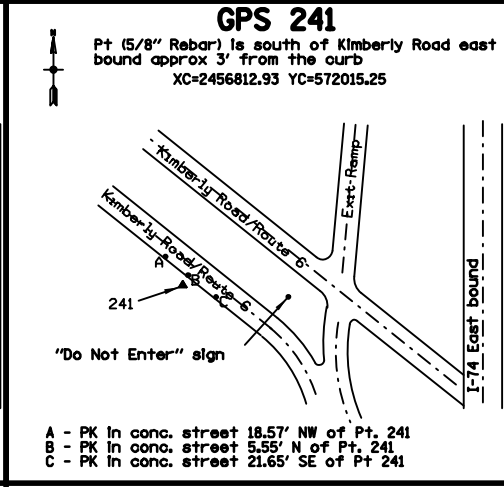 GPS 241
Pt (5/8" Rebar) is south of Kimberly Road east
bound approx 3' from the curb
XC=2456812.93 YC=572015.25
N
Kimberly Road/Route 6
Exit Ramp
Kimberly Road/Route 6
A
B
C
241
"Do Not Enter" sign
I-74 East bound
A - PK in conc. street 18.57' NW of Pt. 241
B - PK in conc. street 5.55' N of Pt. 241
C - PK in conc. street 21.65' SE of Pt 241